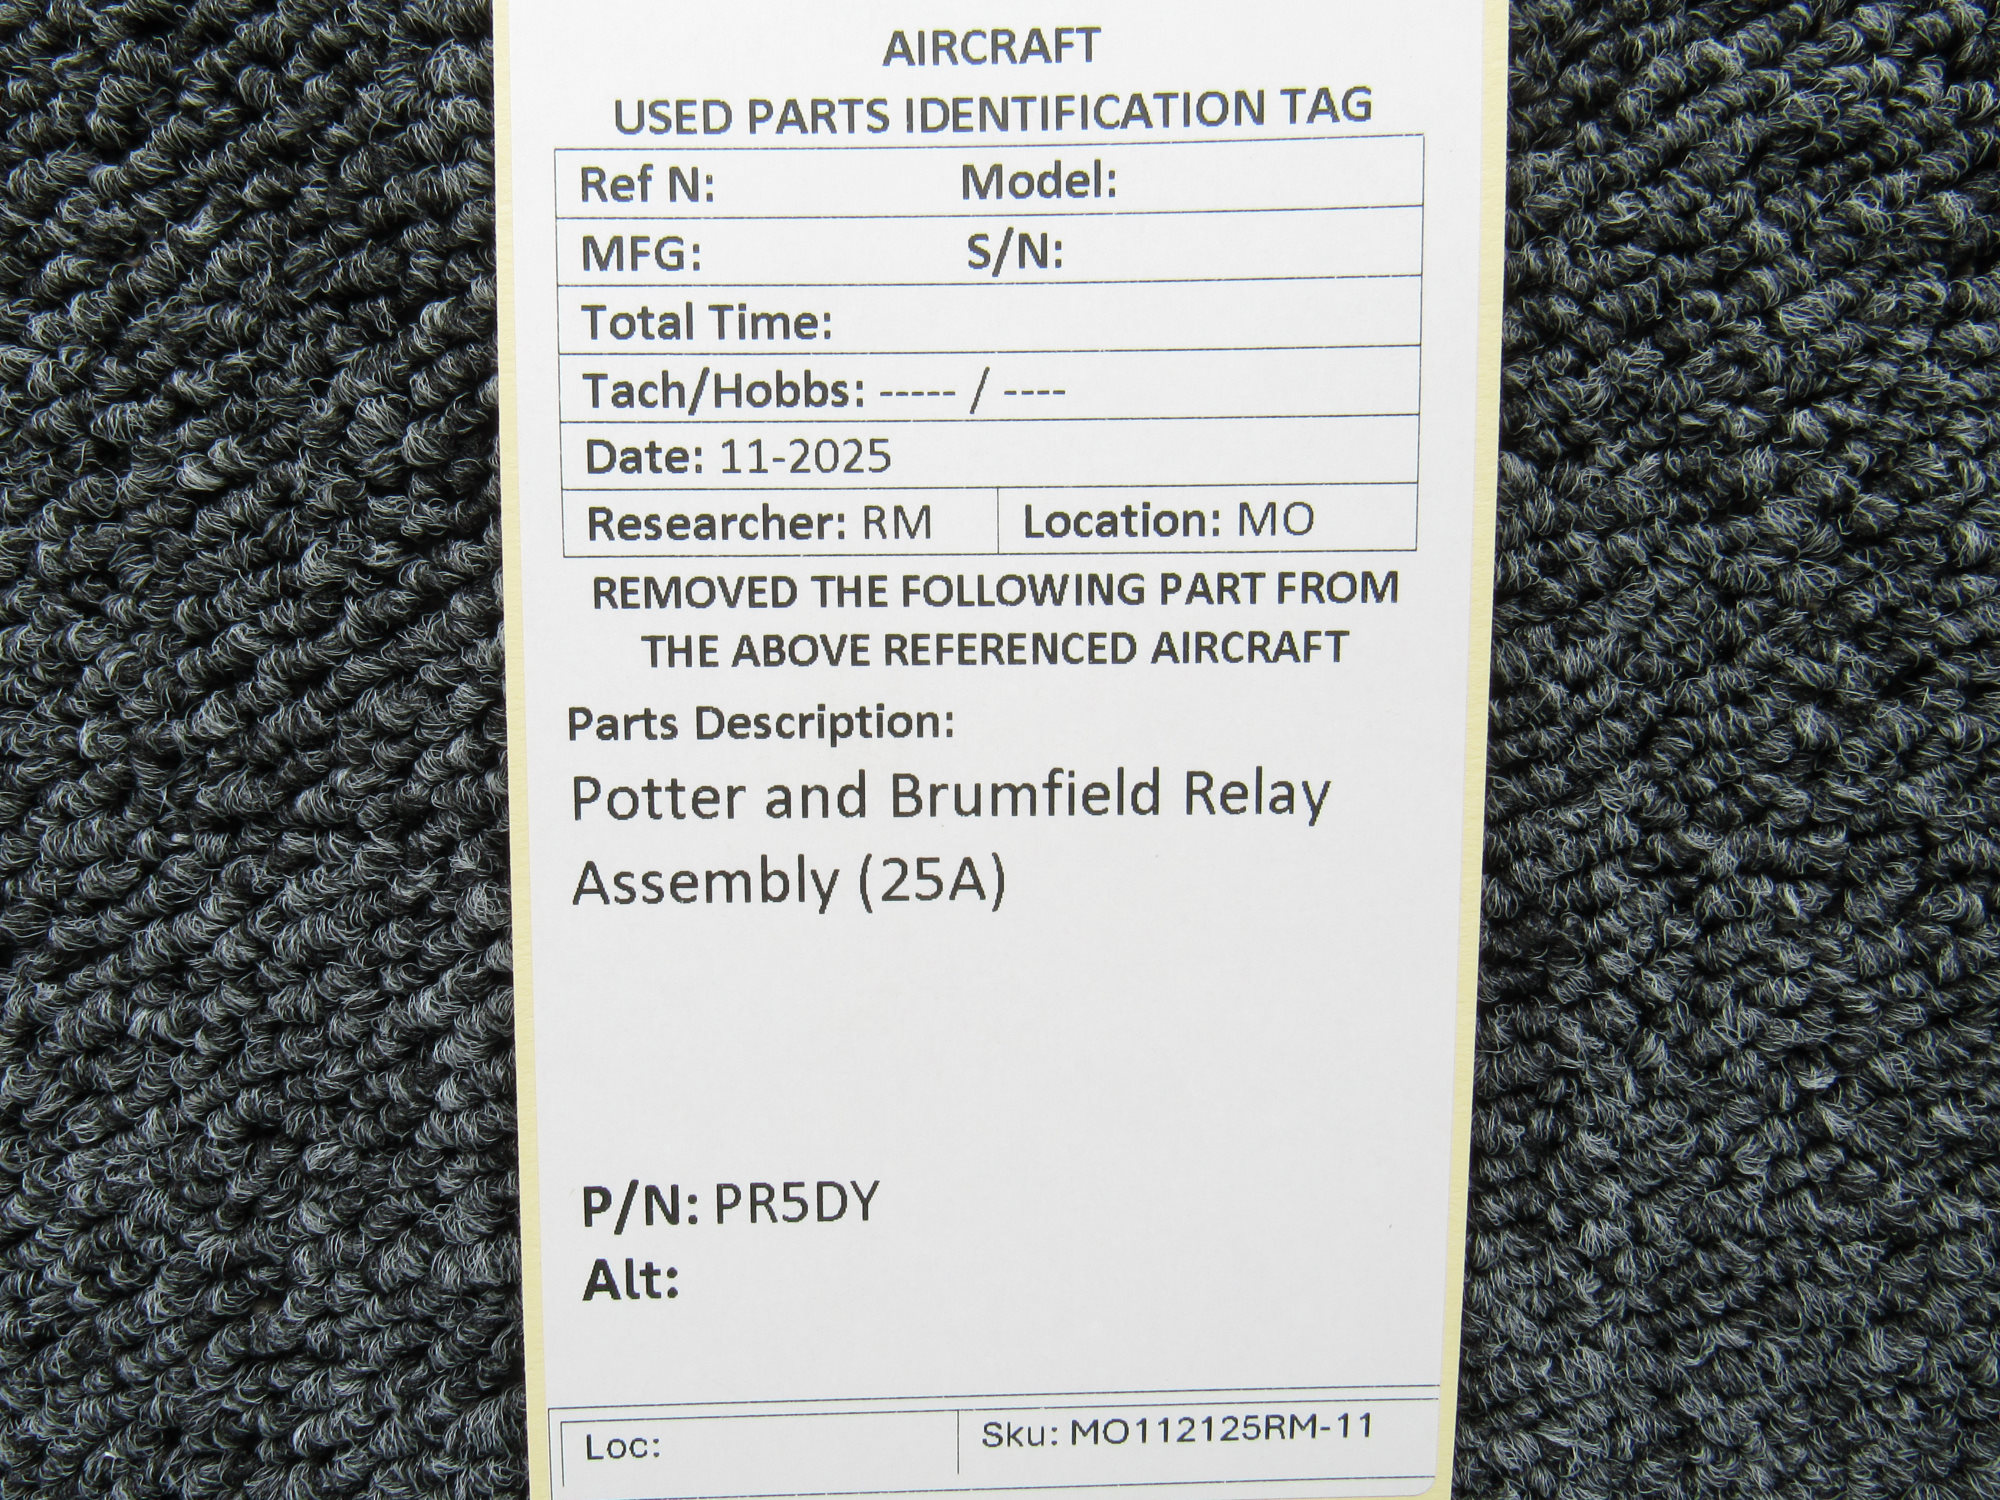 AIRCRAFT
USED PARTS IDENTIFICATION TAG
Ref N: Model:
MFG: S/N:
Total Time:
Tach/Hobbs: ----- / ----
Date: 11-2025
Researcher: RM Location: MO
REMOVED THE FOLLOWING PART FROM
THE ABOVE REFERENCED AIRCRAFT
Parts Description:
Potter and Brumfield Relay
Assembly (25A)
P/N: PR5DY
Alt:
Loc: Sku: MO112125RM-11